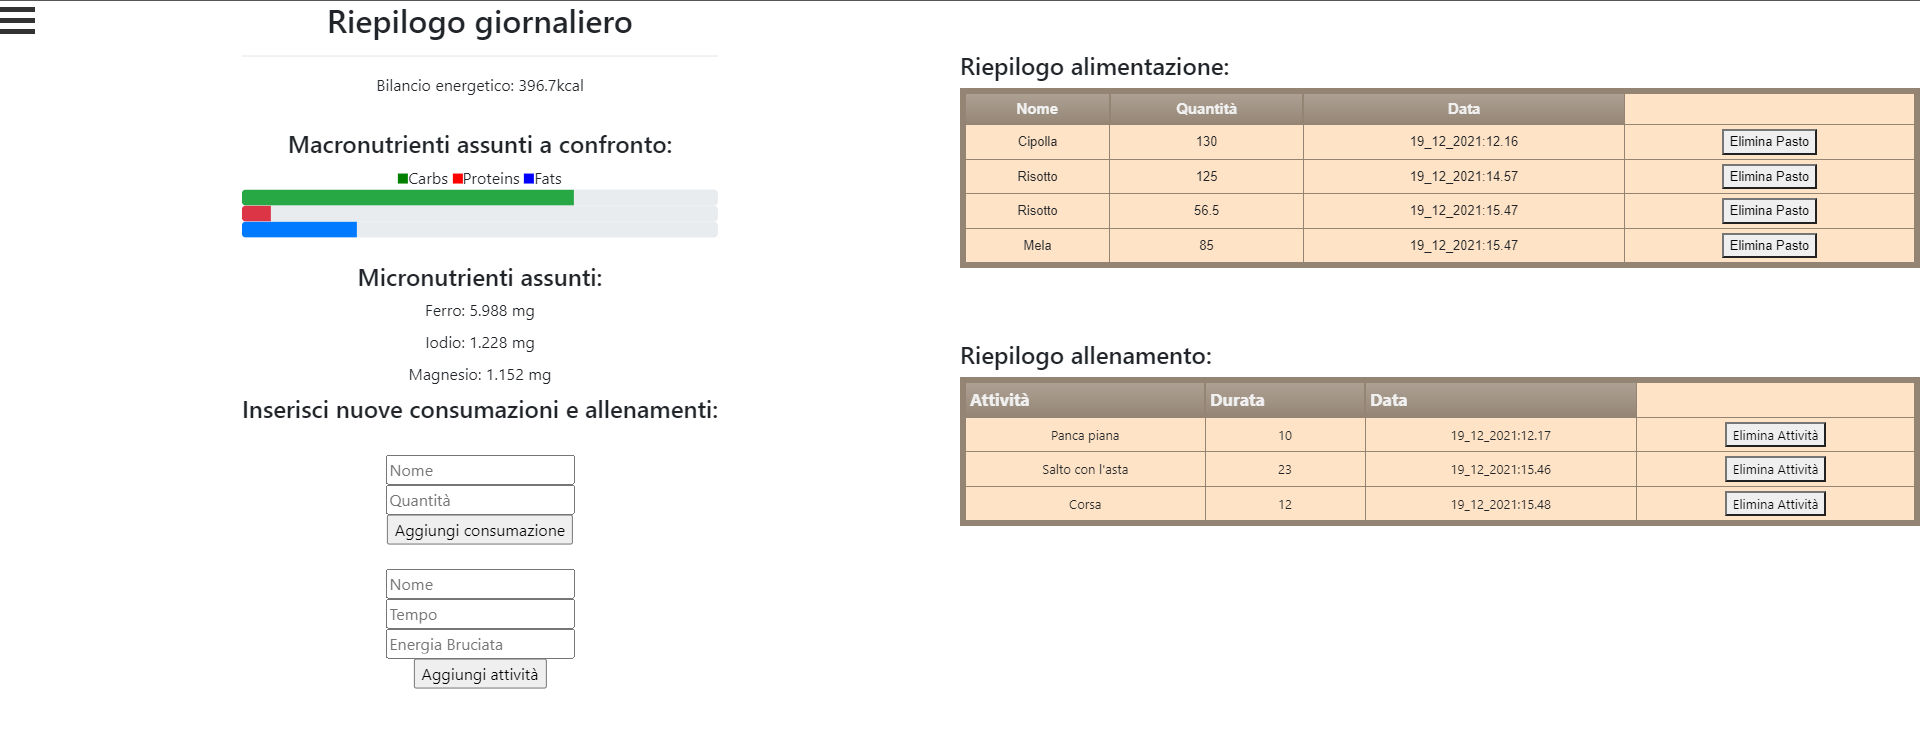 Riepilogo giornaliero
Bilancio energetico: 396.7kcal
Macronutrienti assunti a confronto:
Carbs Proteins Fats
Micronutrienti assunti:
Ferro: 5.988 mg
Iodio: 1.228 mg
Magnesio: 1.152 mg
Inserisci nuove consumazioni e allenamenti:
Nome
Quantità
Aggiungi consumazione
Nome
Tempo
Energia Bruciata
Aggiungi attività
Riepilogo alimentazione:
Nome Quantità Data
Cipolla 130 19_12_2021:12.16 Elimina Pasto
Risotto 125 19_12_2021:14.57 Elimina Pasto
Risotto 56.5 19_12_2021:15.47 Elimina Pasto
Mela 85 19_12_2021:15.47 Elimina Pasto
Riepilogo allenamento:
Attività Durata Data
Panca piana 10 19_12_2021:12.17 Elimina Attività
Salto con l'asta 23 19_12_2021:15.46 Elimina Attività
Corsa 12 19_12_2021:15.48 Elimina Attività